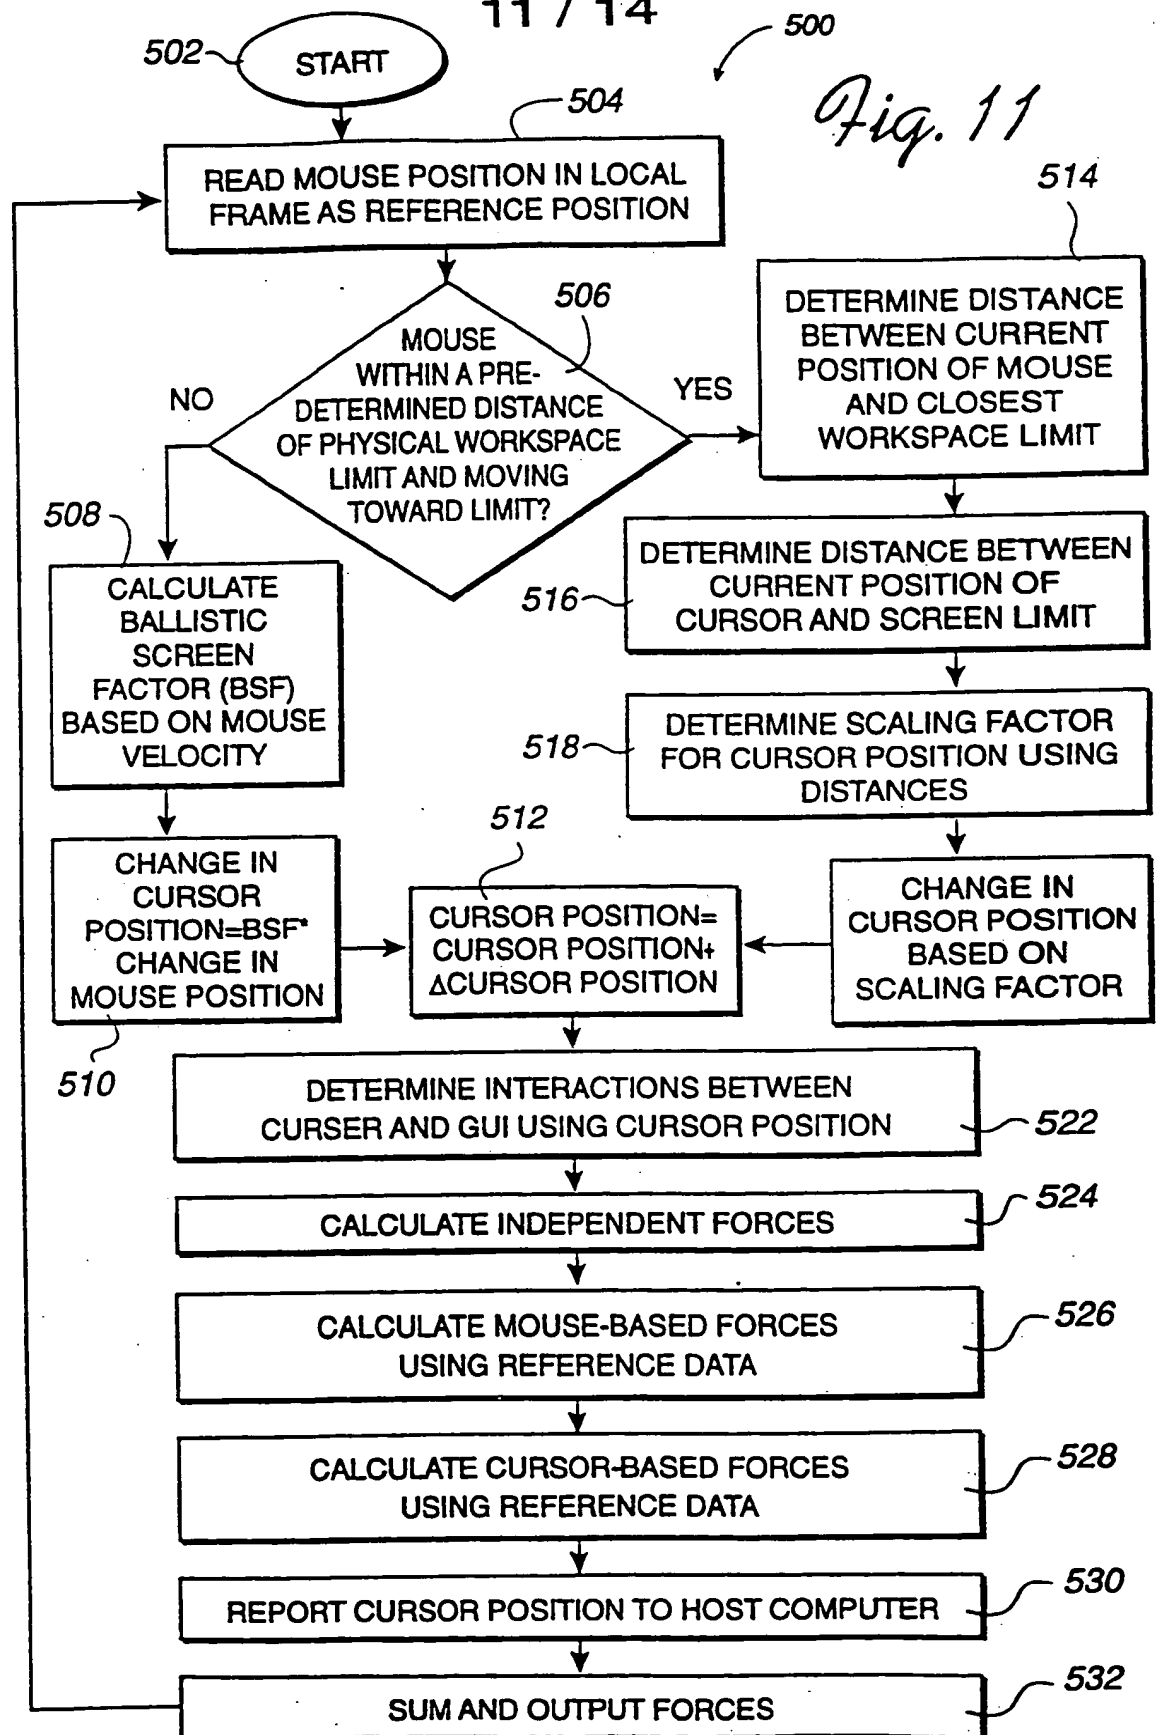 11 / 14
500
Fig. 11
502
START
504
READ MOUSE POSITION IN LOCAL
FRAME AS REFERENCE POSITION
506
MOUSE
WITHIN A PRE-
DETERMINED DISTANCE
OF PHYSICAL WORKSPACE
LIMIT AND MOVING
TOWARD LIMIT?
NO
YES
514
DETERMINE DISTANCE
BETWEEN CURRENT
POSITION OF MOUSE
AND CLOSEST
WORKSPACE LIMIT
508
CALCULATE
BALLISTIC
SCREEN
FACTOR (BSF)
BASED ON MOUSE
VELOCITY
516
DETERMINE DISTANCE BETWEEN
CURRENT POSITION OF
CURSOR AND SCREEN LIMIT
518
DETERMINE SCALING FACTOR
FOR CURSOR POSITION USING
DISTANCES
CHANGE IN
CURSOR
POSITION=BSF*
CHANGE IN
MOUSE POSITION
510
512
CURSOR POSITION=
CURSOR POSITION+
ΔCURSOR POSITION
CHANGE IN
CURSOR POSITION
BASED ON
SCALING FACTOR
DETERMINE INTERACTIONS BETWEEN
CURSER AND GUI USING CURSOR POSITION
522
CALCULATE INDEPENDENT FORCES
524
CALCULATE MOUSE-BASED FORCES
USING REFERENCE DATA
526
CALCULATE CURSOR-BASED FORCES
USING REFERENCE DATA
528
REPORT CURSOR POSITION TO HOST COMPUTER
530
SUM AND OUTPUT FORCES
532